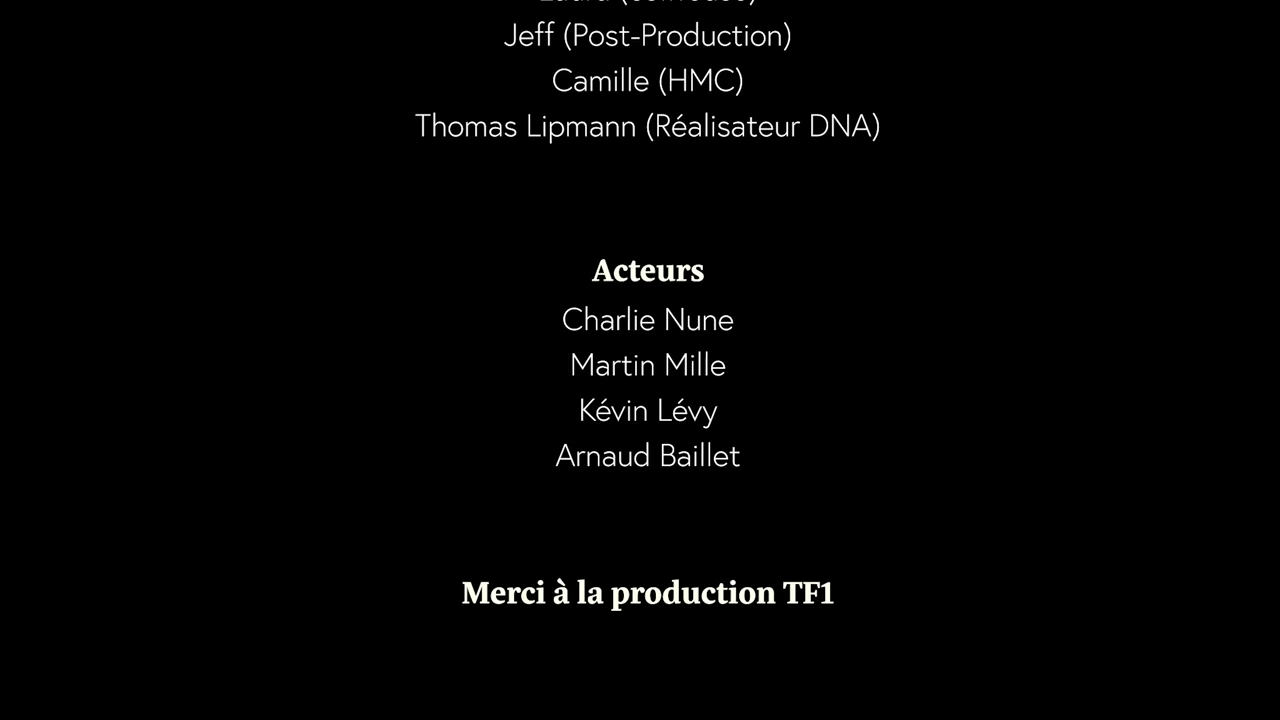 Jeff (Post-Production)
Camille (HMC)
Thomas Lipmann (Réalisateur DNA)
Acteurs
Charlie Nune
Martin Mille
Kévin Lévy
Arnaud Baillet
Merci à la production TF1